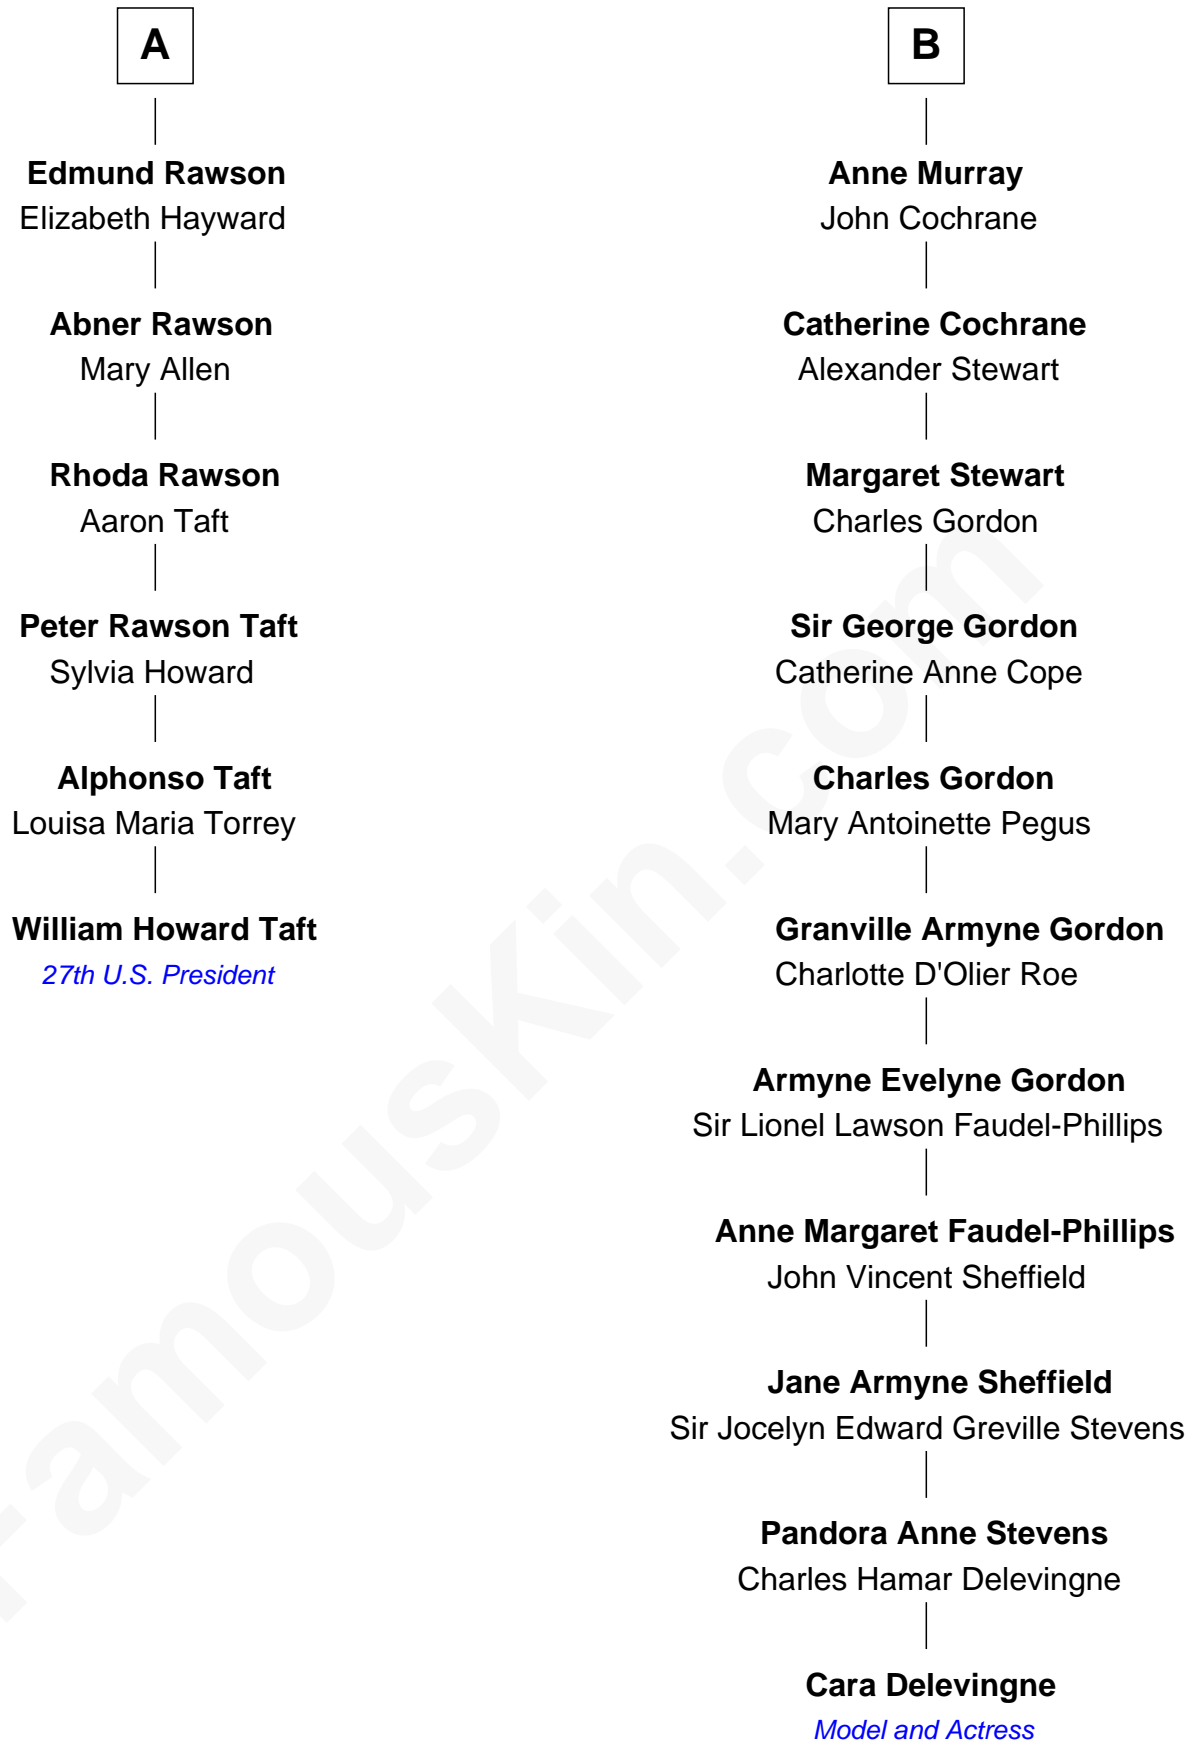 A
Edmund Rawson
Elizabeth Hayward
Abner Rawson
Mary Allen
Rhoda Rawson
Aaron Taft
Peter Rawson Taft
Sylvia Howard
Alphonso Taft
Louisa Maria Torrey
William Howard Taft
27th U.S. President
B
Anne Murray
John Cochrane
Catherine Cochrane
Alexander Stewart
Margaret Stewart
Charles Gordon
Sir George Gordon
Catherine Anne Cope
Charles Gordon
Mary Antoinette Pegus
Granville Armyne Gordon
Charlotte D'Olier Roe
Armyne Evelyne Gordon
Sir Lionel Lawson Faudel-Phillips
Anne Margaret Faudel-Phillips
John Vincent Sheffield
Jane Armyne Sheffield
Sir Jocelyn Edward Greville Stevens
Pandora Anne Stevens
Charles Hamar Delevingne
Cara Delevingne
Model and Actress
FamousKin.com